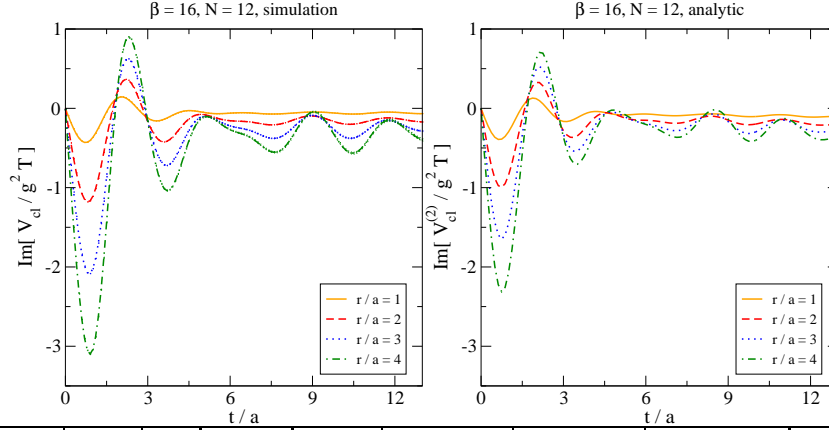 β = 16, N = 12, simulation
1
0
-1
-2
-3
Im[ V_cl / g² T ]
0
3
6
9
12
t / a
r / a = 1
r / a = 2
r / a = 3
r / a = 4
β = 16, N = 12, analytic
1
0
-1
-2
-3
Im[ V_cl^(2) / g² T ]
0
3
6
9
12
t / a
r / a = 1
r / a = 2
r / a = 3
r / a = 4